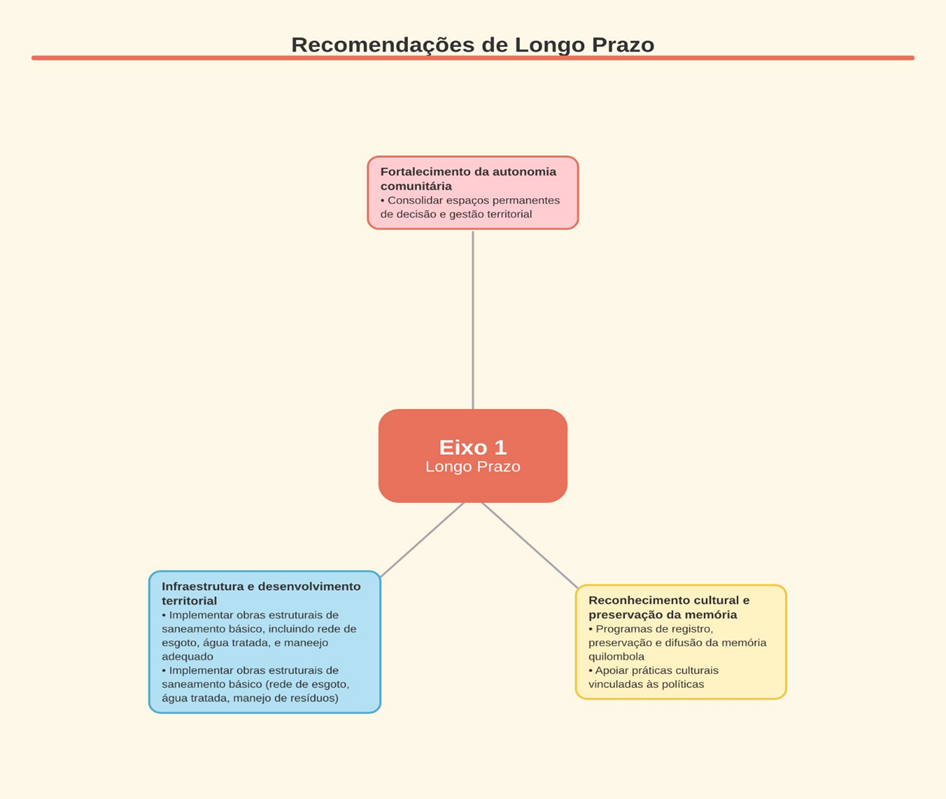 Recomendações de Longo Prazo
Fortalecimento da autonomia
comunitária
• Consolidar espaços permanentes
de decisão e gestão territorial
Eixo 1
Longo Prazo
Infraestrutura e desenvolvimento
territorial
• Implementar obras estruturais de
saneamento básico, incluindo rede de
esgoto, água tratada, e maneejo
adequado
• Implementar obras estruturais de
saneamento básico (rede de esgoto,
água tratada, manejo de resíduos)
Reconhecimento cultural e
preservação da memória
• Programas de registro,
preservação e difusão da memória
quilombola
• Apoiar práticas culturais
vinculadas às políticas